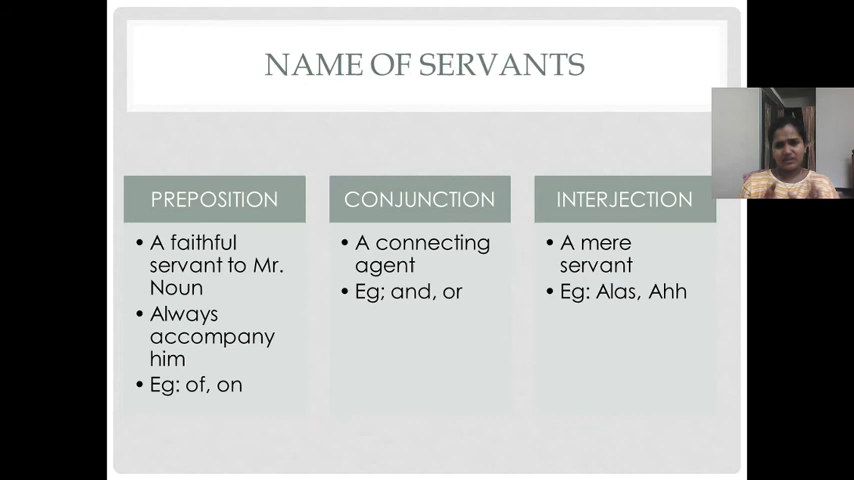 NAME OF SERVANTS
PREPOSITION
• A faithful
servant to Mr.
Noun
• Always
accompany
him
• Eg: of, on
CONJUNCTION
• A connecting
agent
• Eg; and, or
INTERJECTION
• A mere
servant
• Eg: Alas, Ahh